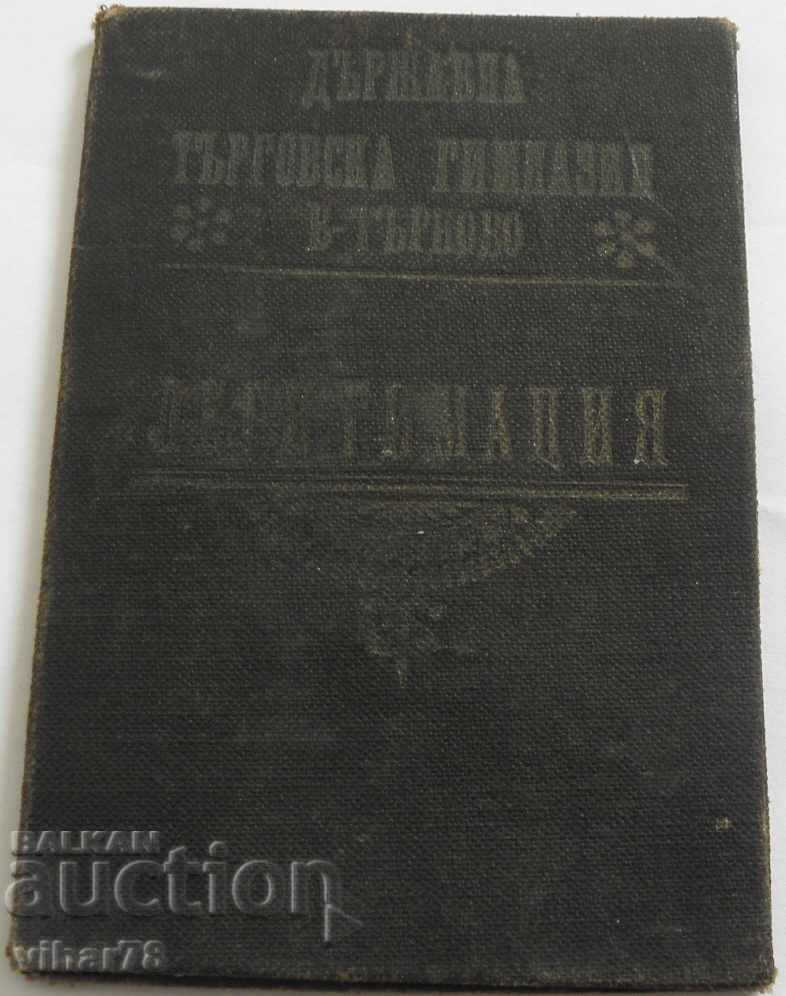 ДЪРЖАВНА
ТЪРГОВСКА ГИМНАЗИЯ
В-ТЪРНОВО
ЛЕГИТИМАЦИЯ
BALKAN
auction
vihar78